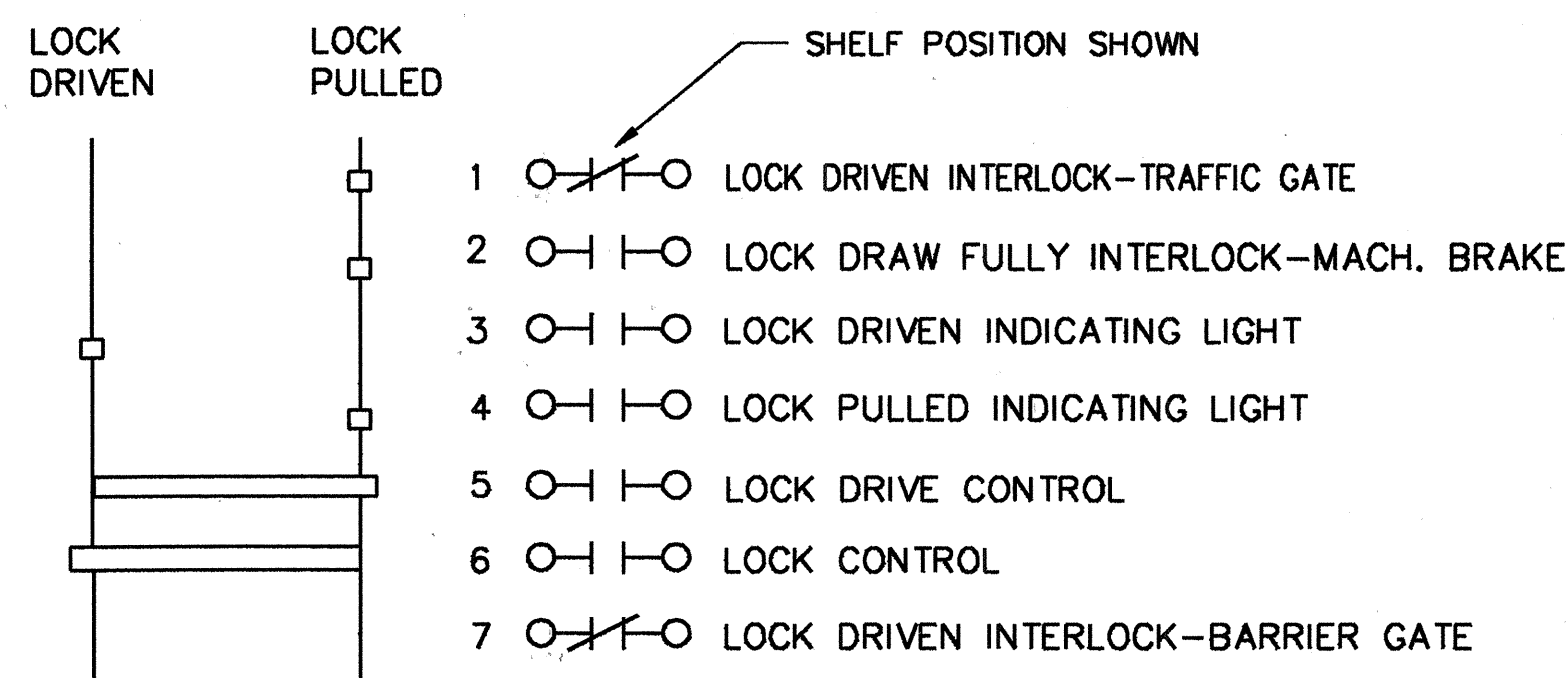 LOCK DRIVEN
LOCK PULLED
SHELF POSITION SHOWN
1 LOCK DRIVEN INTERLOCK-TRAFFIC GATE
2 LOCK DRAW FULLY INTERLOCK-MACH. BRAKE
3 LOCK DRIVEN INDICATING LIGHT
4 LOCK PULLED INDICATING LIGHT
5 LOCK DRIVE CONTROL
6 LOCK CONTROL
7 LOCK DRIVEN INTERLOCK-BARRIER GATE